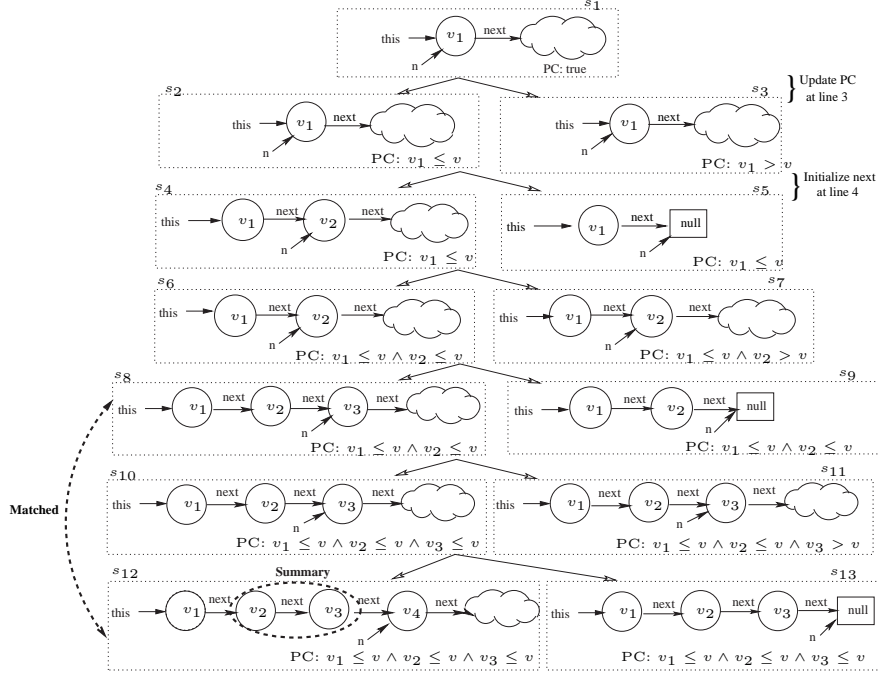 s1
this v1 next
n
PC: true
} Update PC
at line 3
s2
this v1 next
n
PC: v1 ≤ v
s3
this v1 next
n
PC: v1 > v
} Initialize next
at line 4
s4
this v1 next v2 next
n
PC: v1 ≤ v
s5
this v1 next null
n
PC: v1 ≤ v
s6
this v1 next v2 next
n
PC: v1 ≤ v ∧ v2 ≤ v
s7
this v1 next v2 next
n
PC: v1 ≤ v ∧ v2 > v
s8
this v1 next v2 next v3 next
n
PC: v1 ≤ v ∧ v2 ≤ v
s9
this v1 next v2 next null
n
PC: v1 ≤ v ∧ v2 ≤ v
Matched
s10
this v1 next v2 next v3 next
n
PC: v1 ≤ v ∧ v2 ≤ v ∧ v3 ≤ v
s11
this v1 next v2 next v3 next
n
PC: v1 ≤ v ∧ v2 ≤ v ∧ v3 > v
s12
Summary
this v1 next v2 next v3 next v4 next
n
PC: v1 ≤ v ∧ v2 ≤ v ∧ v3 ≤ v
s13
this v1 next v2 next v3 next null
n
PC: v1 ≤ v ∧ v2 ≤ v ∧ v3 ≤ v